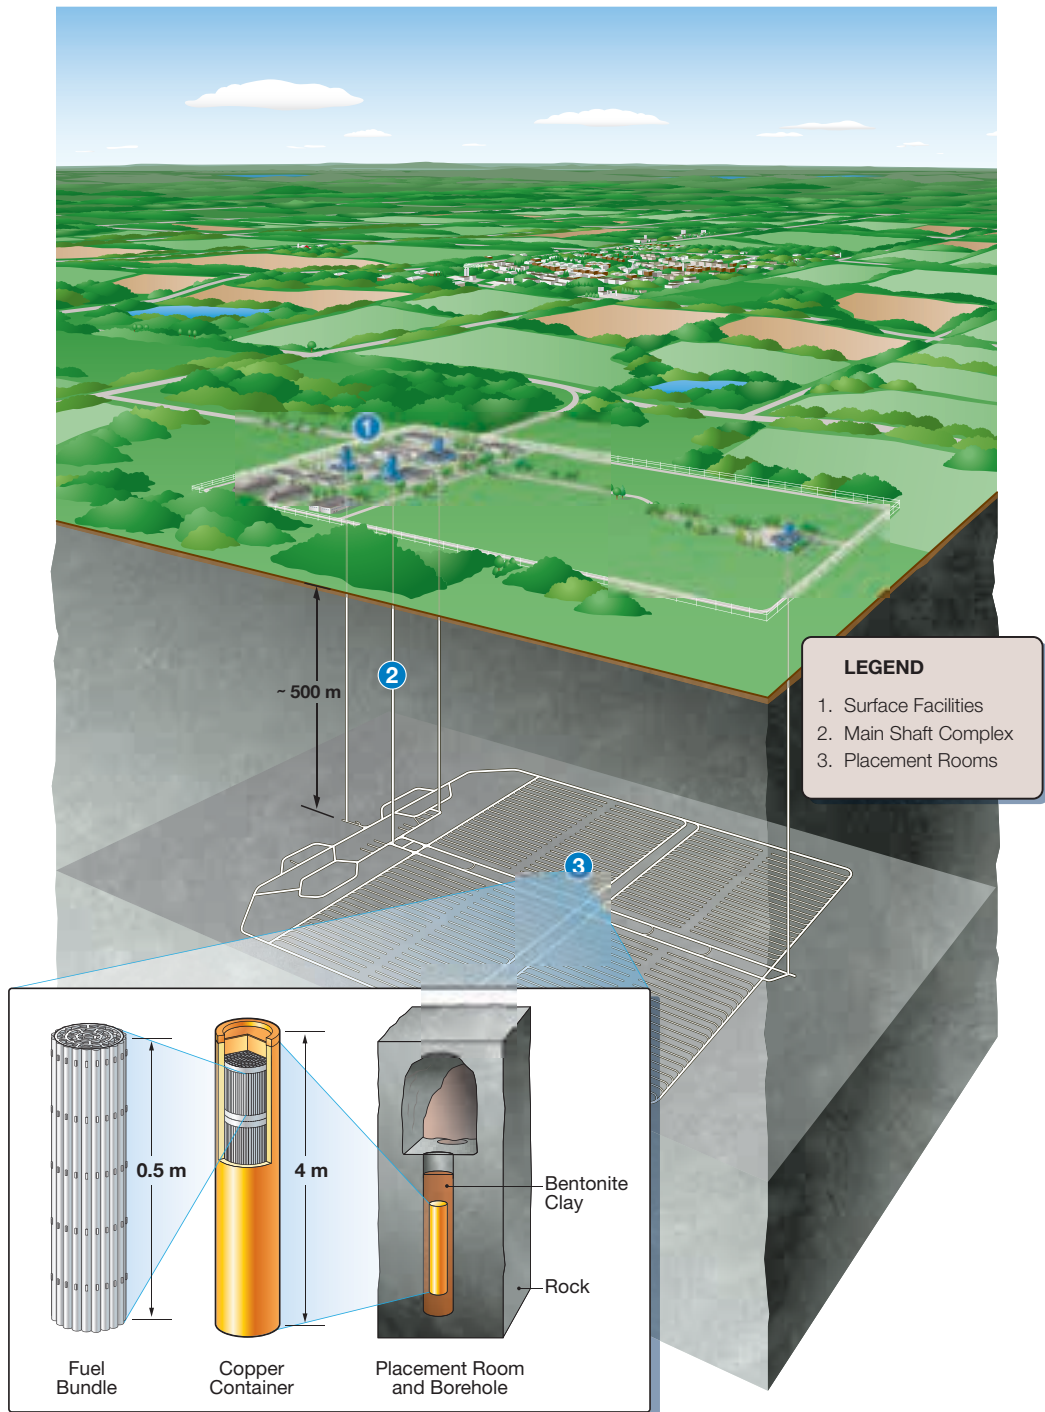 1
2
~ 500 m
LEGEND
1. Surface Facilities
2. Main Shaft Complex
3. Placement Rooms
3
0.5 m
4 m
Bentonite
Clay
Rock
Fuel
Bundle
Copper
Container
Placement Room
and Borehole